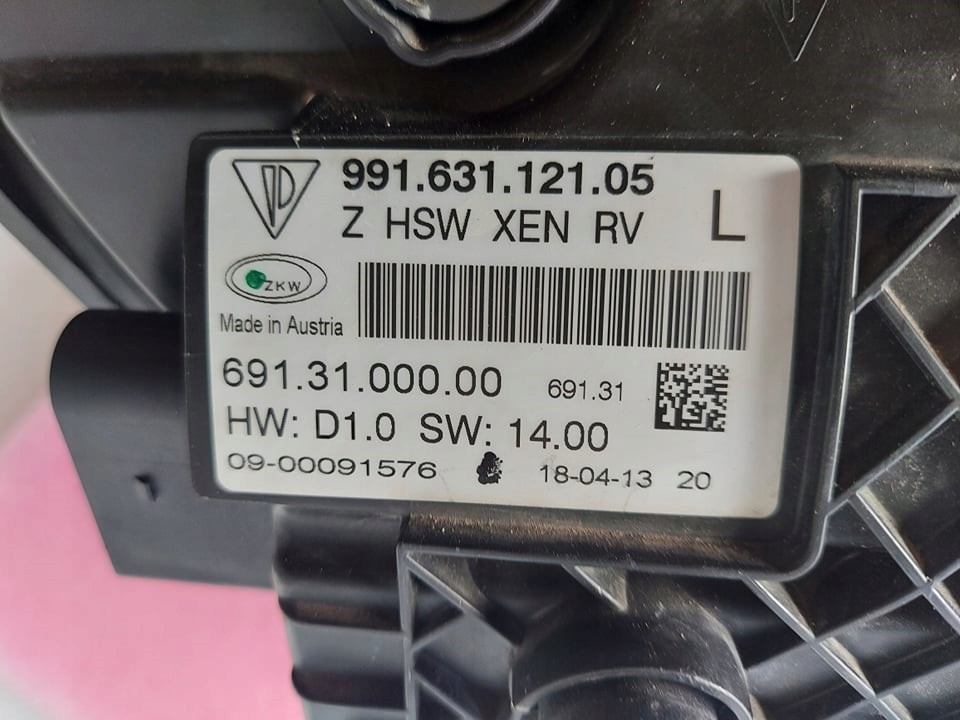 991.631.121.05
Z HSW XEN RV L
ZKW
Made in Austria
691.31.000.00 691.31
HW: D1.0 SW: 14.00
09-00091576 18-04-13 20